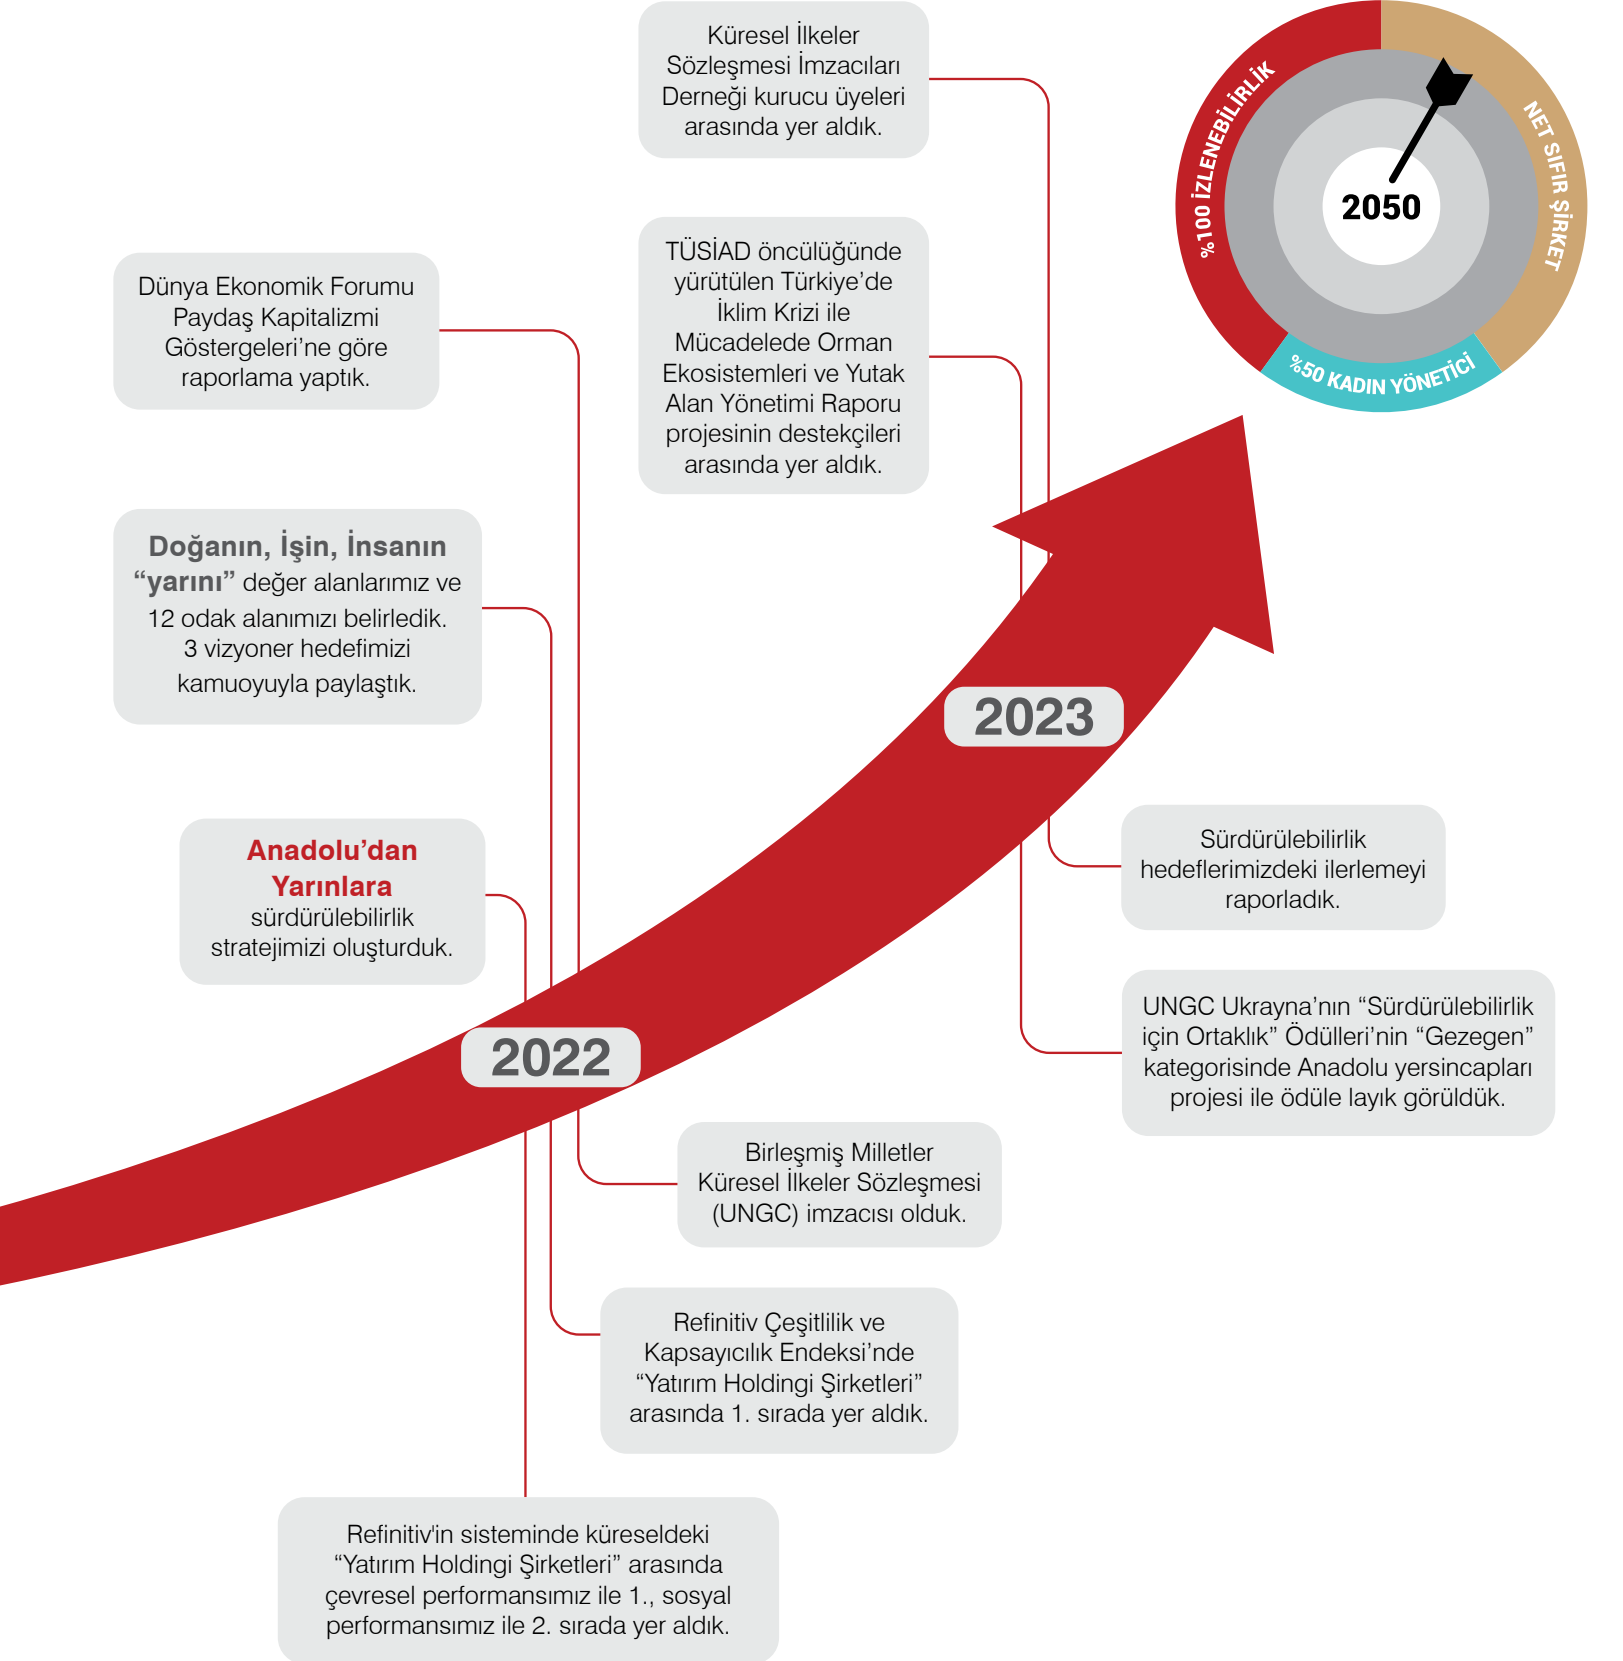 Küresel İlkeler
Sözleşmesi İmzacıları
Derneği kurucu üyeleri
arasında yer aldık.
%100 İZLENEBİLİRLİK
NET SIFIR ŞİRKET
%50 KADIN YÖNETİCİ
2050
TÜSİAD öncülüğünde
yürütülen Türkiye’de
İklim Krizi ile
Mücadelede Orman
Ekosistemleri ve Yutak
Alan Yönetimi Raporu
projesinin destekçileri
arasında yer aldık.
Dünya Ekonomik Forumu
Paydaş Kapitalizmi
Göstergeleri’ne göre
raporlama yaptık.
Doğanın, İşin, İnsanın
“yarını” değer alanlarımız ve
12 odak alanımızı belirledik.
3 vizyoner hedefimizi
kamuoyuyla paylaştık.
2023
Anadolu’dan
Yarınlara
sürdürülebilirlik
stratejimizi oluşturduk.
Sürdürülebilirlik
hedeflerimizdeki ilerlemeyi
raporladık.
UNGC Ukrayna’nın “Sürdürülebilirlik
için Ortaklık” Ödülleri’nin “Gezegen”
kategorisinde Anadolu yersincapları
projesi ile ödüle layık görüldük.
2022
Birleşmiş Milletler
Küresel İlkeler Sözleşmesi
(UNGC) imzacısı olduk.
Refinitiv Çeşitlilik ve
Kapsayıcılık Endeksi’nde
“Yatırım Holdingi Şirketleri”
arasında 1. sırada yer aldık.
Refinitiv'in sisteminde küreseldeki
“Yatırım Holdingi Şirketleri” arasında
çevresel performansımız ile 1., sosyal
performansımız ile 2. sırada yer aldık.